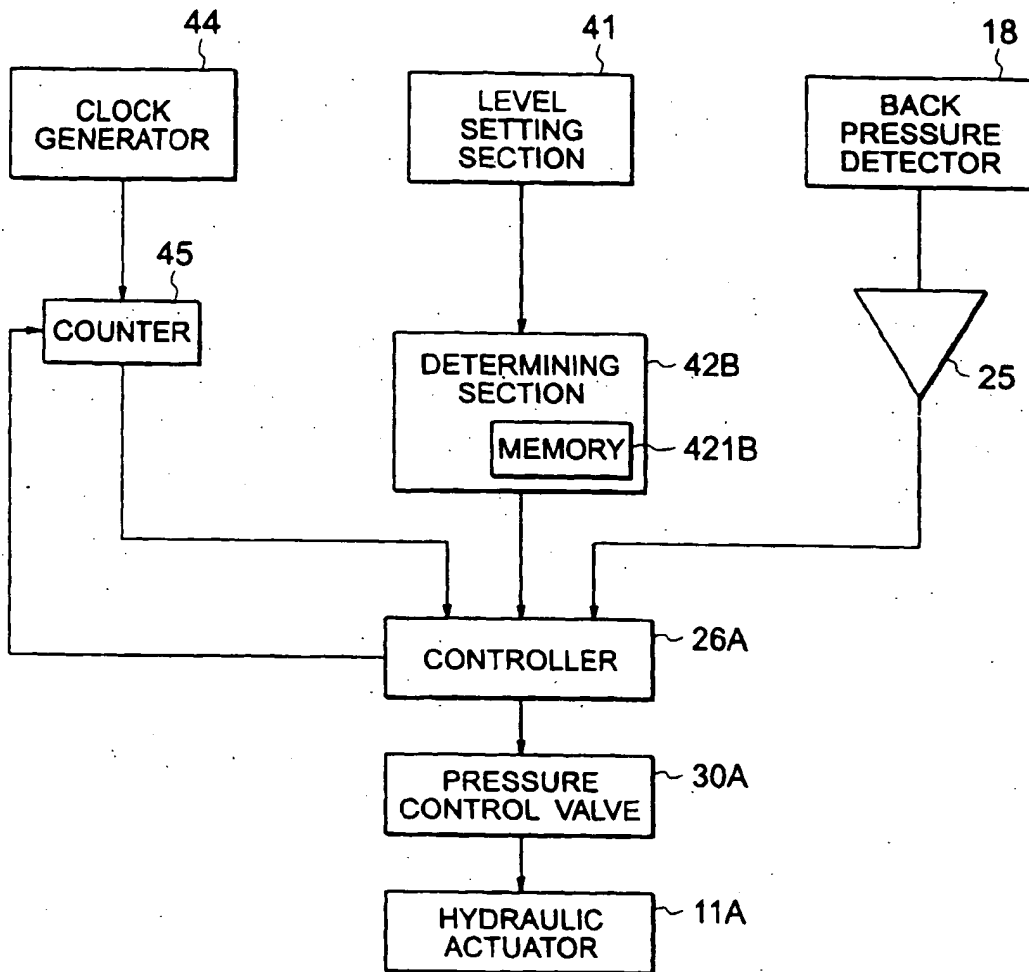 44
41
18
CLOCK
GENERATOR
LEVEL
SETTING
SECTION
BACK
PRESSURE
DETECTOR
45
COUNTER
DETERMINING
SECTION
42B
MEMORY
421B
25
CONTROLLER
26A
PRESSURE
CONTROL VALVE
30A
HYDRAULIC
ACTUATOR
11A